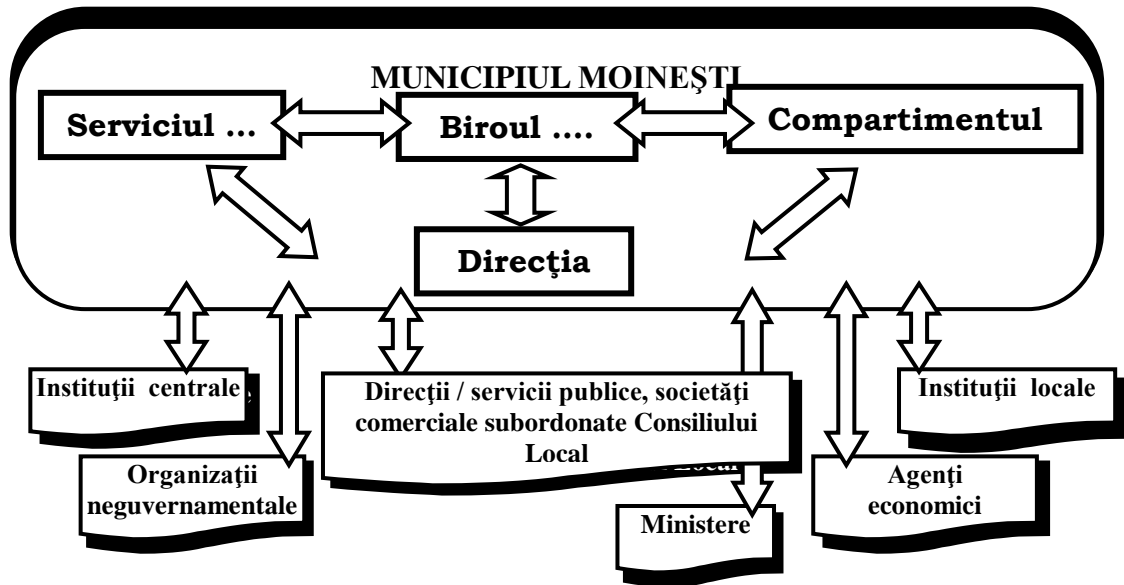 MUNICIPIUL MOINEŞTI
Serviciul ...
Biroul ....
Compartimentul
Direcţia
Instituţii centrale
Direcţii / servicii publice, societăţi
comerciale subordonate Consiliului
Local
Instituţii locale
Organizaţii
neguvernamentale
Ministere
Agenţi
economici